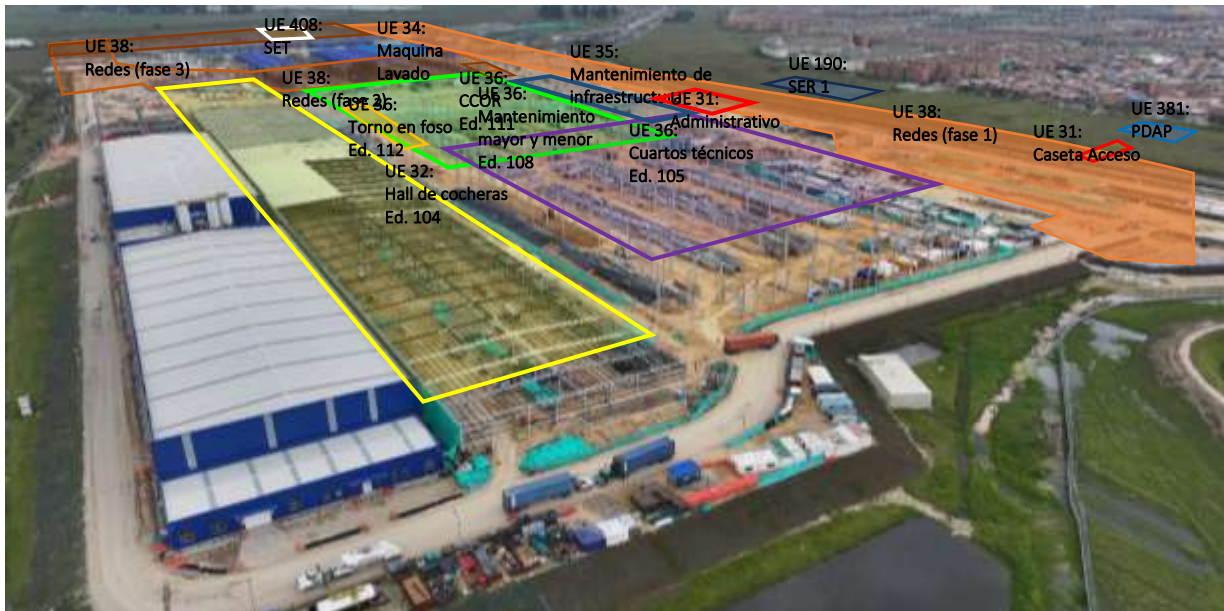 UE 408:
SET
UE 38:
Redes (fase 3)
UE 34:
Maquina
Lavado
UE 35:
Mantenimiento de
infraestructura
UE 190:
SER 1
UE 38:
Redes (fase 2)
UE 36:
CCOR
Ed. 111
UE 36:
Mantenimiento
mayor y menor
Ed. 108
UE 31:
Administrativo
UE 36:
Torno en foso
Ed. 112
UE 36:
Cuartos técnicos
Ed. 105
UE 38:
Redes (fase 1)
UE 31:
Caseta Acceso
UE 381:
PDAP
UE 32:
Hall de cocheras
Ed. 104